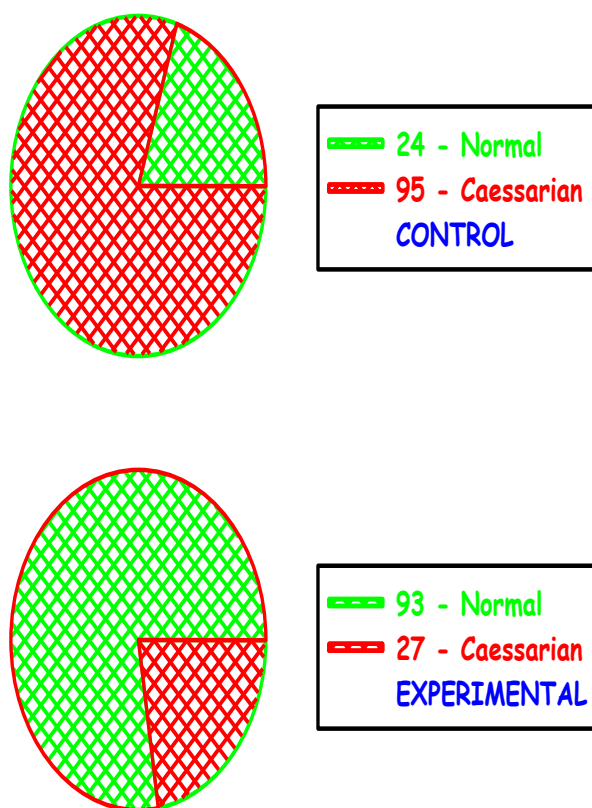 24 - Normal
95 - Caessarian
CONTROL
93 - Normal
27 - Caessarian
EXPERIMENTAL